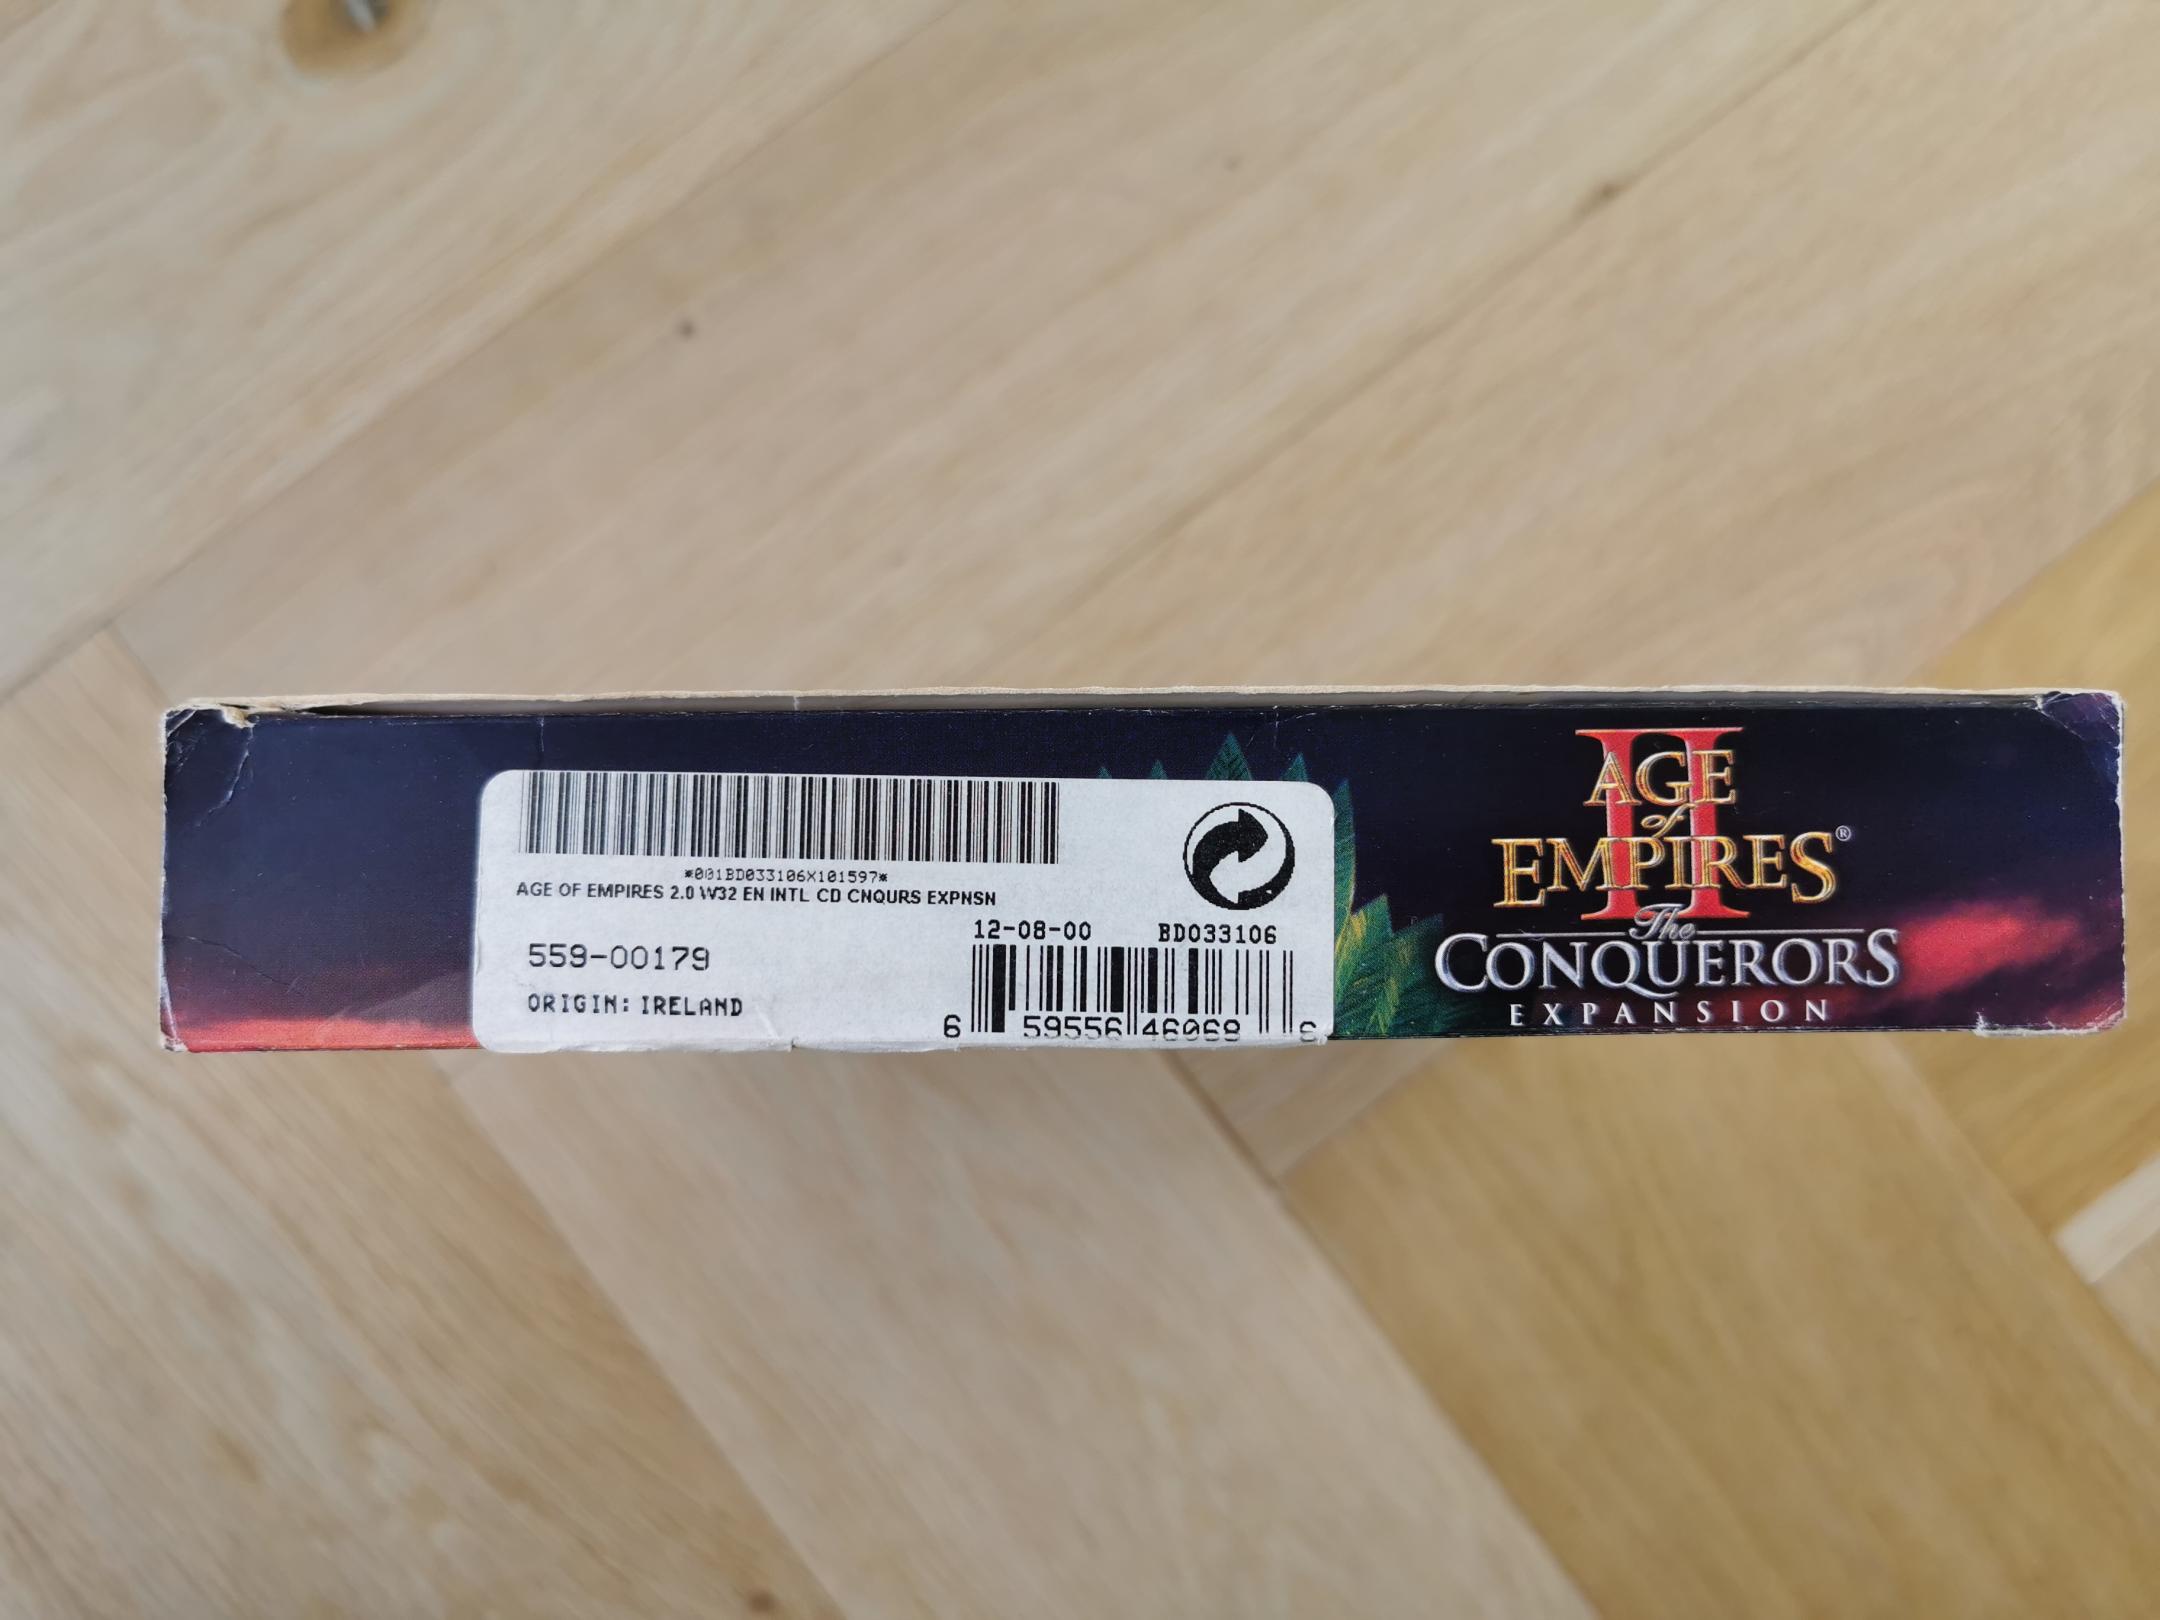 *001BD033106X101597*
AGE OF EMPIRES 2.0 W32 EN INTL CD CNQURS EXPNSN
12-08-00 BD033106
559-00179
ORIGIN: IRELAND
6 59556 46068
II
AGE
of
EMPIRES®
The
CONQUERORS
EXPANSION